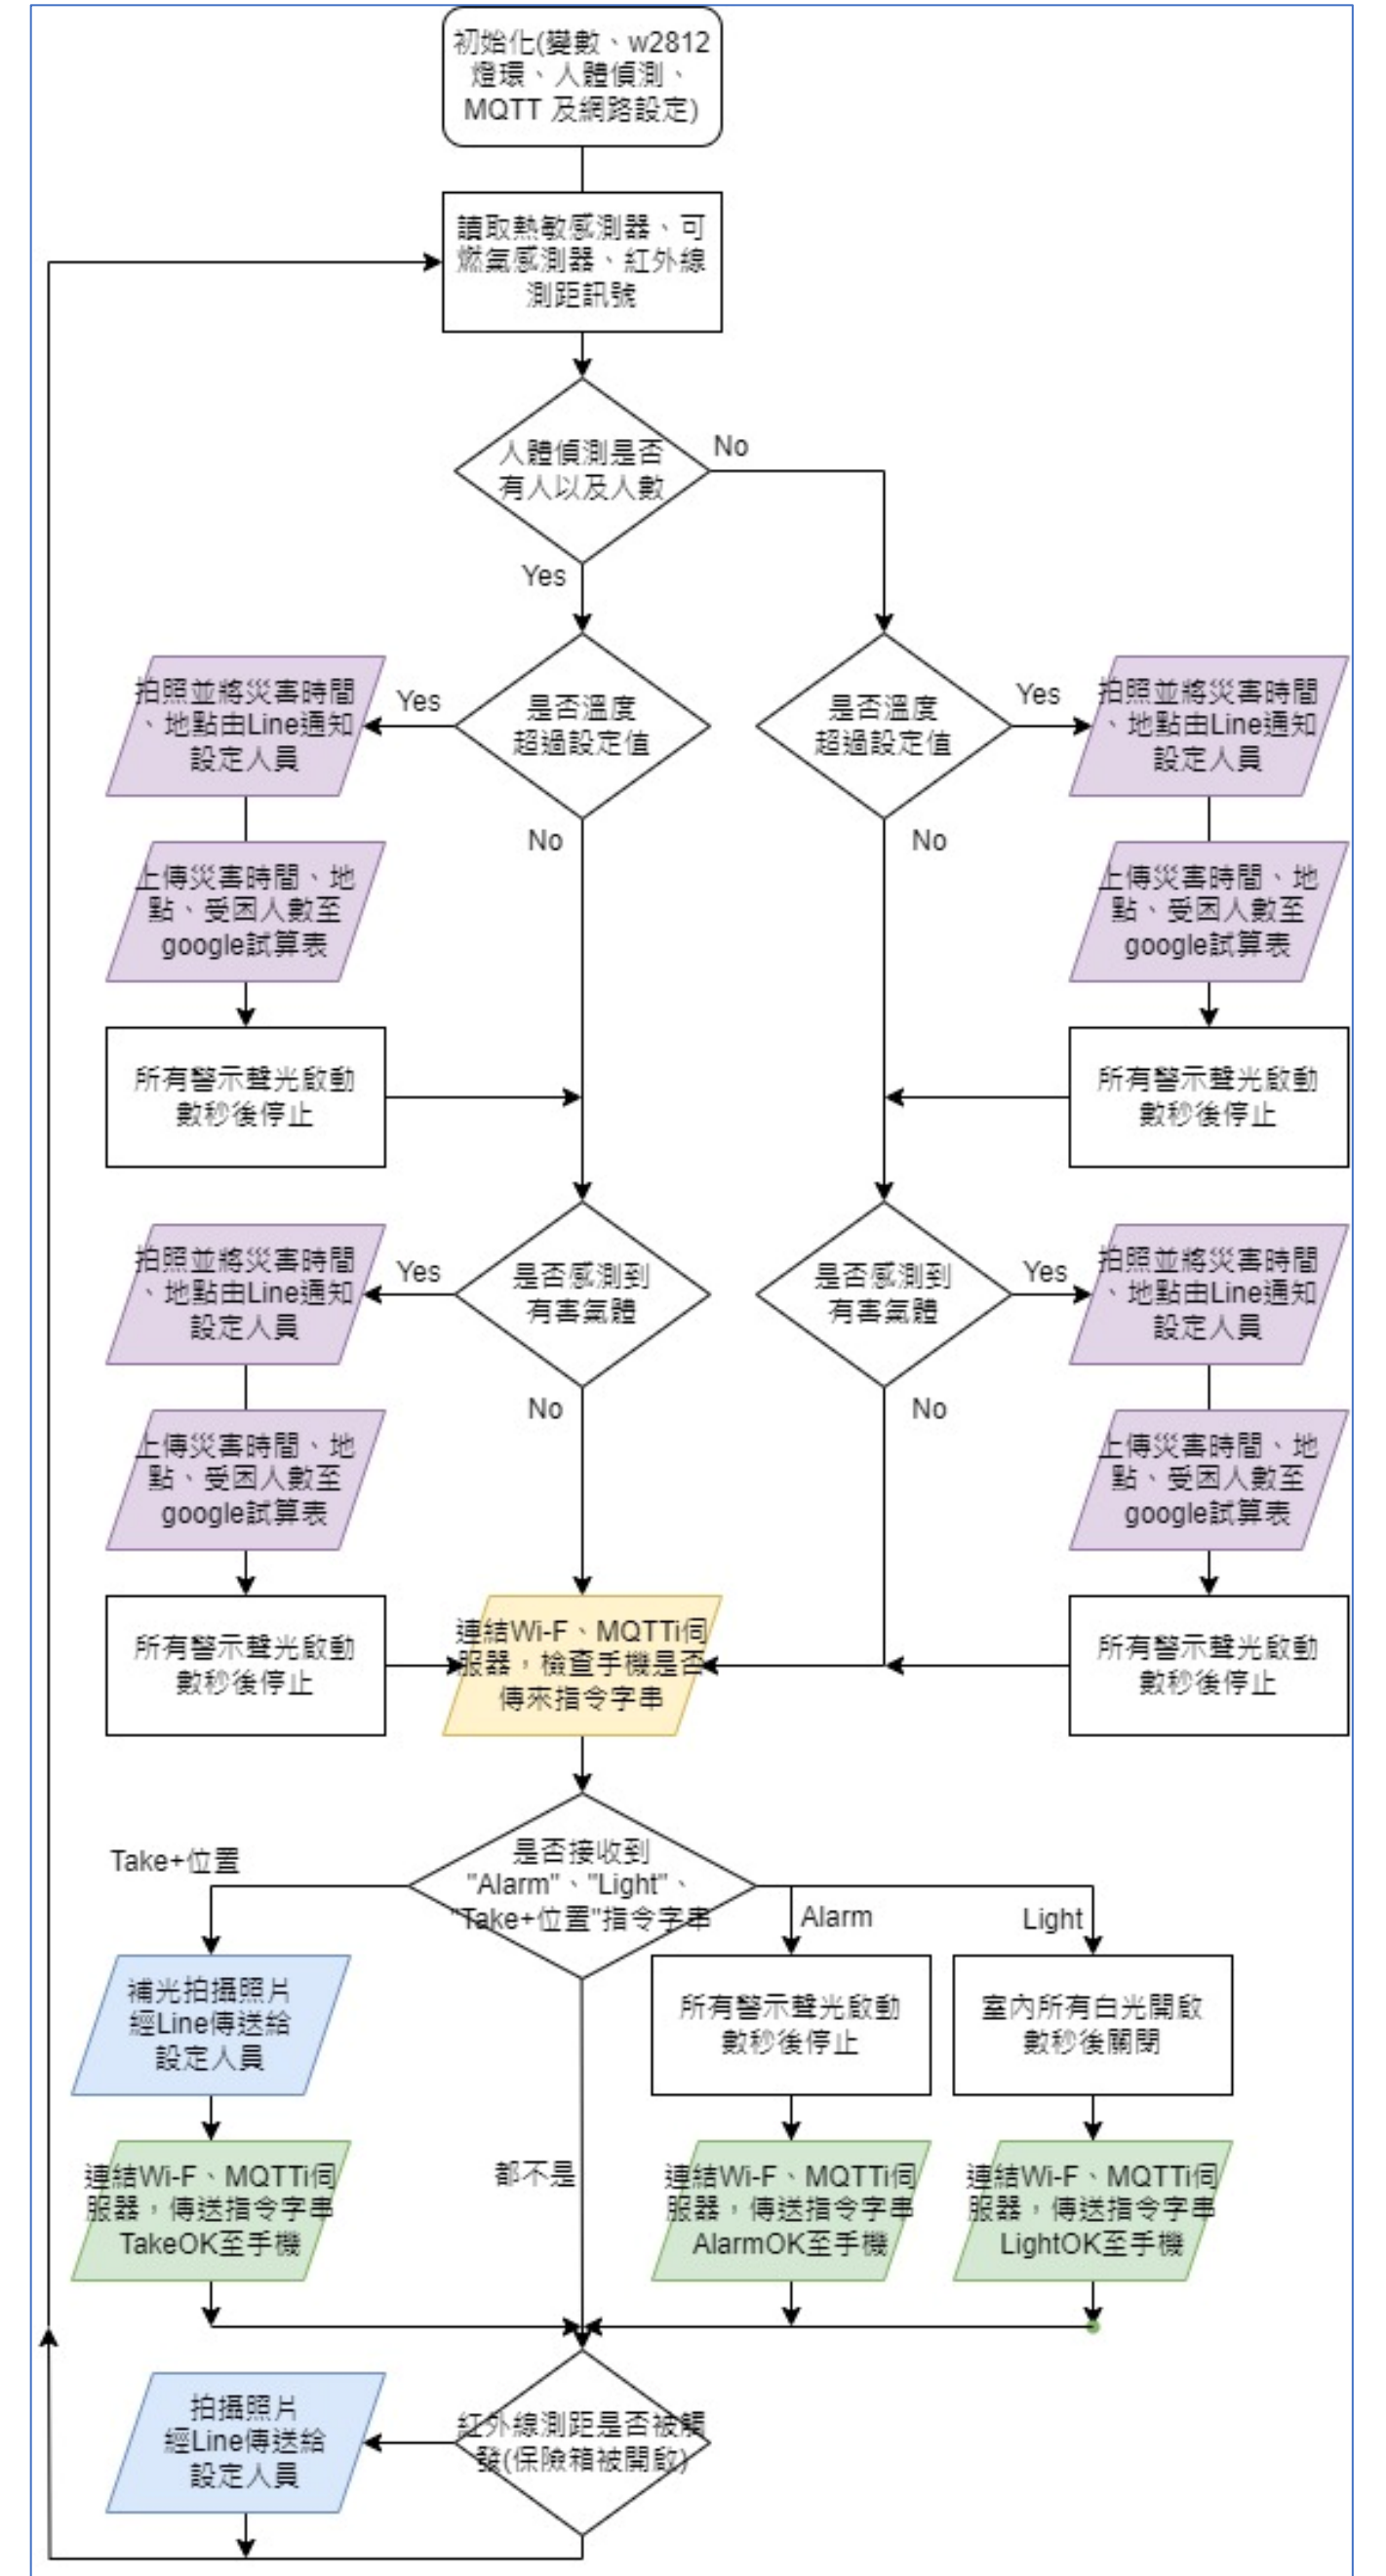 初始化(變數、w2812
燈環、人體偵測、
MQTT 及網路設定)
讀取熱敏感測器、可
燃氣感測器、紅外線
測距訊號
人體偵測是否
有人以及人數
No
Yes
拍照並將災害時間
、地點由Line通知
設定人員
Yes
是否溫度
超過設定值
是否溫度
超過設定值
Yes
拍照並將災害時間
、地點由Line通知
設定人員
No
No
上傳災害時間、地
點、受困人數至
google試算表
上傳災害時間、地
點、受困人數至
google試算表
所有警示聲光啟動
數秒後停止
所有警示聲光啟動
數秒後停止
拍照並將災害時間
、地點由Line通知
設定人員
Yes
是否感測到
有害氣體
是否感測到
有害氣體
Yes
拍照並將災害時間
、地點由Line通知
設定人員
No
No
上傳災害時間、地
點、受困人數至
google試算表
上傳災害時間、地
點、受困人數至
google試算表
所有警示聲光啟動
數秒後停止
連結Wi-F、MQTTi伺
服器，檢查手機是否
傳來指令字串
所有警示聲光啟動
數秒後停止
Take+位置
是否接收到
"Alarm"、"Light"、
"Take+位置"指令字串
Alarm
Light
補光拍攝照片
經Line傳送給
設定人員
所有警示聲光啟動
數秒後停止
室內所有白光開啟
數秒後關閉
連結Wi-F、MQTTi伺
服器，傳送指令字串
TakeOK至手機
都不是
連結Wi-F、MQTTi伺
服器，傳送指令字串
AlarmOK至手機
連結Wi-F、MQTTi伺
服器，傳送指令字串
LightOK至手機
拍攝照片
經Line傳送給
設定人員
紅外線測距是否被觸
發(保險箱被開啟)